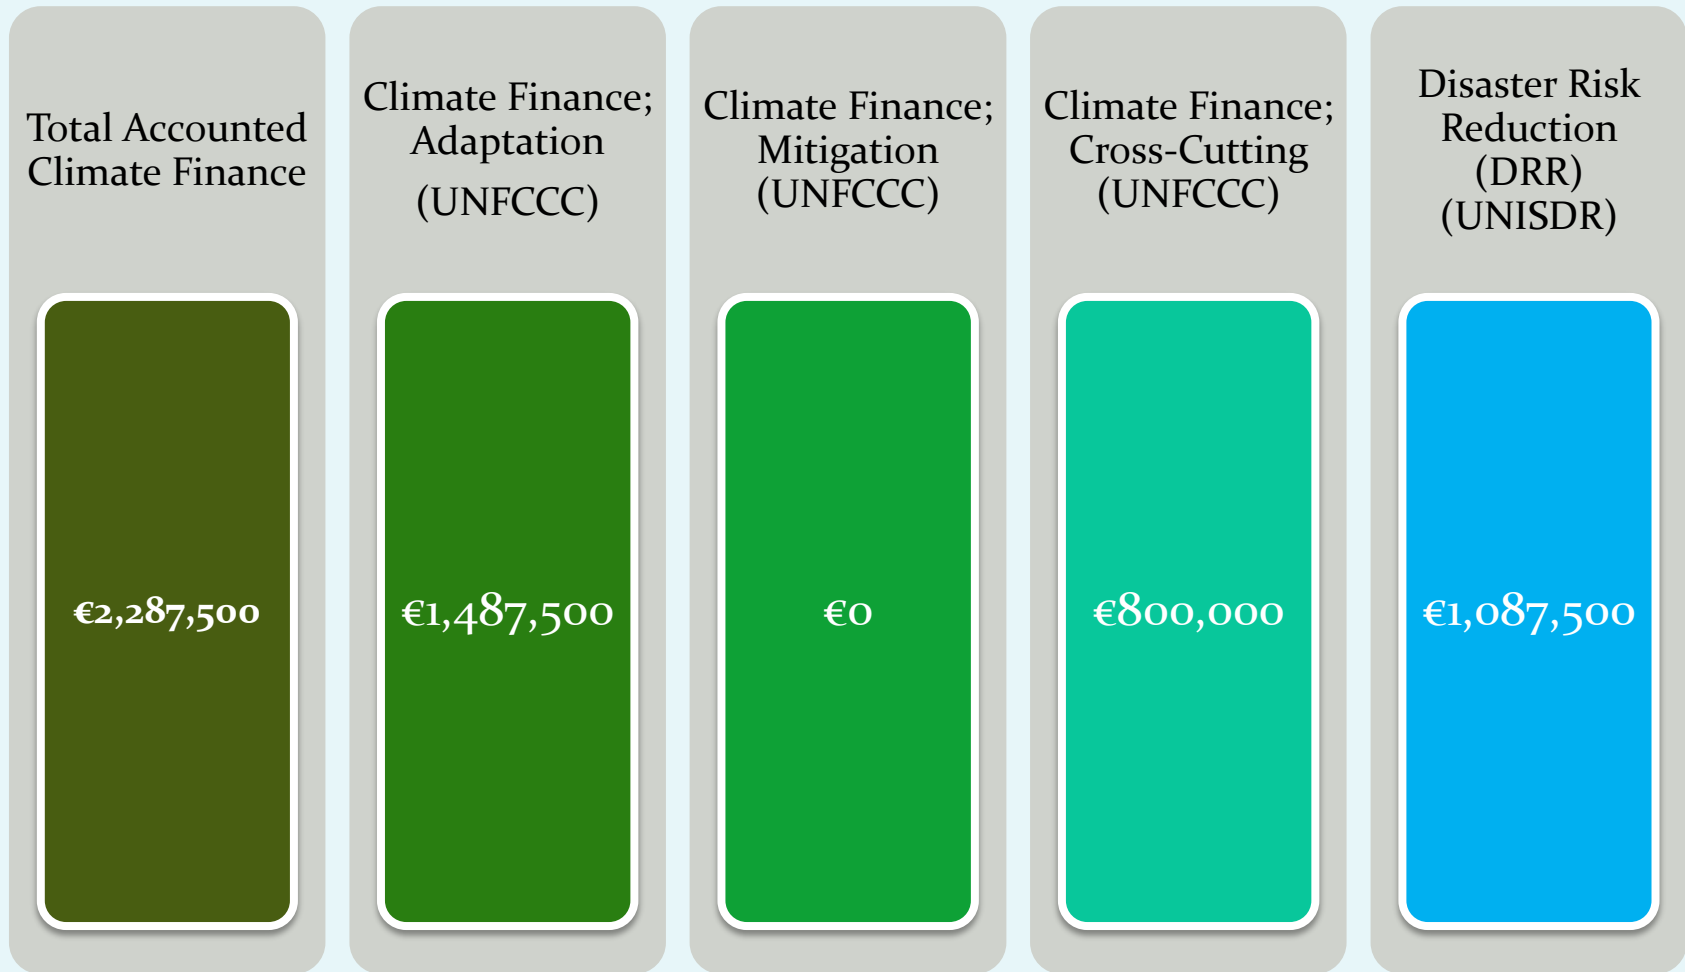 Total Accounted
Climate Finance
€2,287,500
Climate Finance;
Adaptation
(UNFCCC)
€1,487,500
Climate Finance;
Mitigation
(UNFCCC)
€0
Climate Finance;
Cross-Cutting
(UNFCCC)
€800,000
Disaster Risk
Reduction
(DRR)
(UNISDR)
€1,087,500